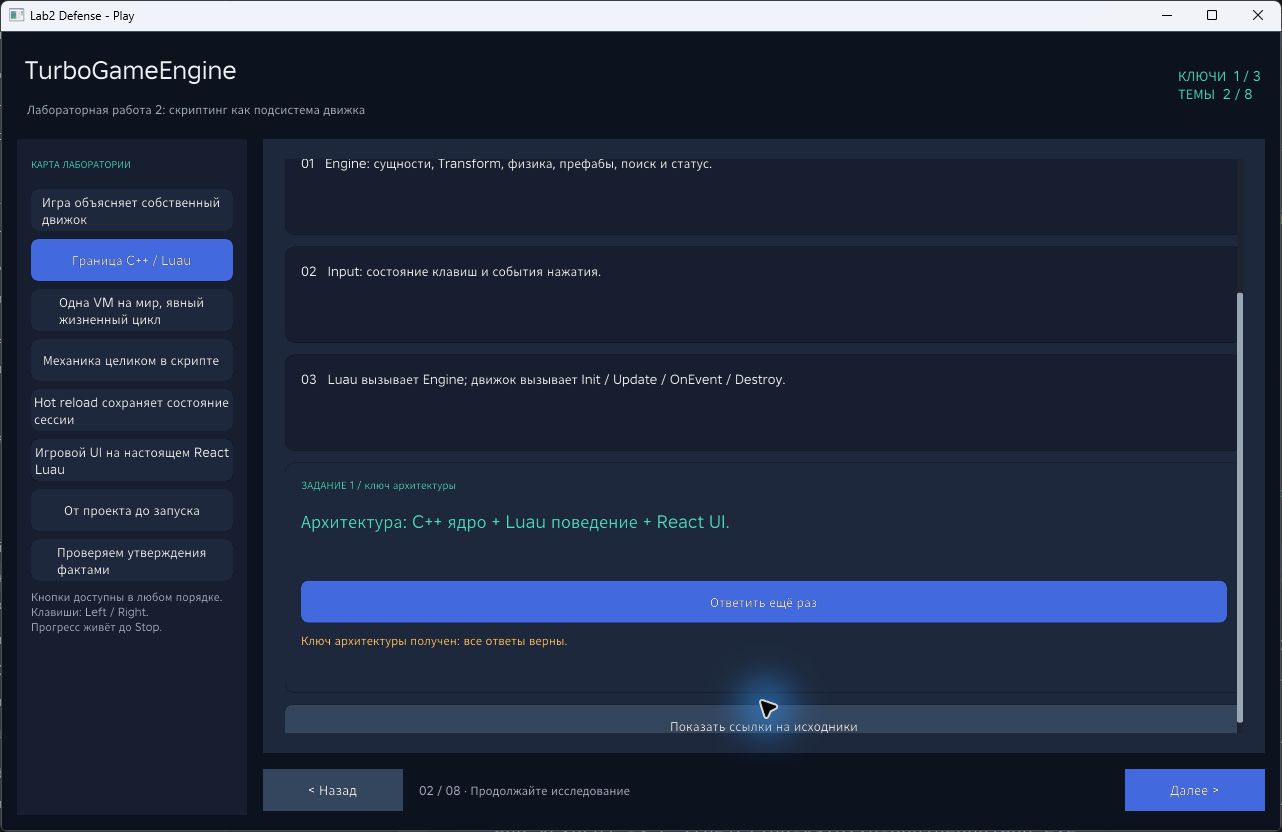 Lab2 Defense - Play
TurboGameEngine
Лабораторная работа 2: скриптинг как подсистема движка
КЛЮЧИ 1 / 3
ТЕМЫ 2 / 8
КАРТА ЛАБОРАТОРИИ
Игра объясняет собственный
движок
Граница C++ / Luau
Одна VM на мир, явный
жизненный цикл
Механика целиком в скрипте
Hot reload сохраняет состояние
сессии
Игровой UI на настоящем React
Luau
От проекта до запуска
Проверяем утверждения
фактами
Кнопки доступны в любом порядке.
Клавиши: Left / Right.
Прогресс живёт до Stop.
01 Engine: сущности, Transform, физика, префабы, поиск и статус.
02 Input: состояние клавиш и события нажатия.
03 Luau вызывает Engine; движок вызывает Init / Update / OnEvent / Destroy.
ЗАДАНИЕ 1 / ключ архитектуры
Архитектура: C++ ядро + Luau поведение + React UI.
Ответить ещё раз
Ключ архитектуры получен: все ответы верны.
Показать ссылки на исходники
< Назад
02 / 08 · Продолжайте исследование
Далее >